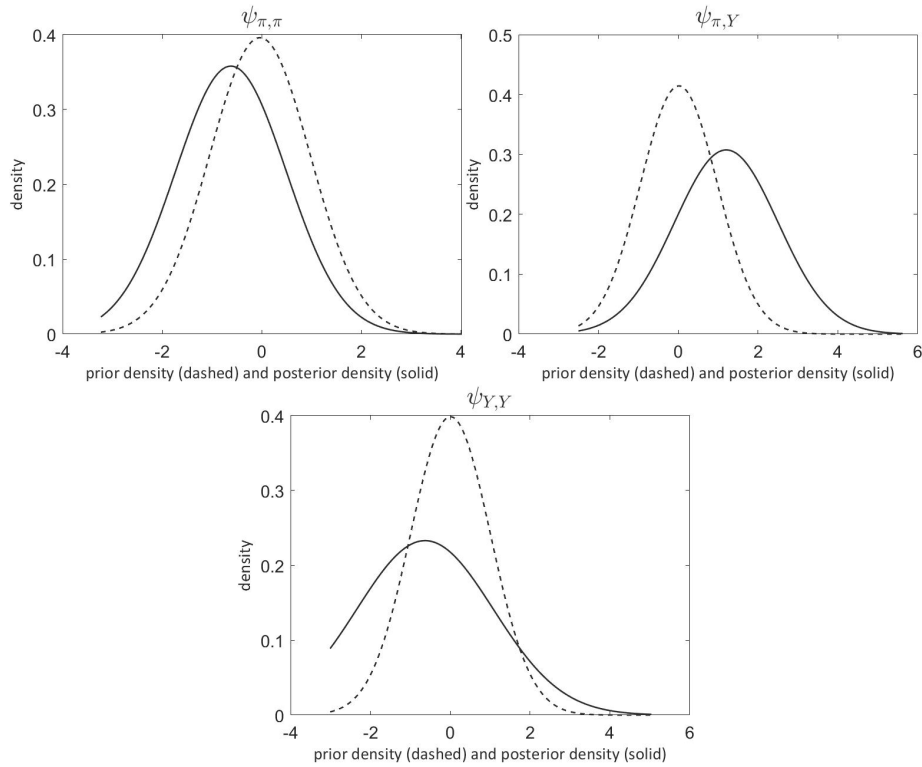 ψπ,π
0.4
0.3
0.2
0.1
0
density
-4 -2 0 2 4
prior density (dashed) and posterior density (solid)
ψπ,Y
0.5
0.4
0.3
0.2
0.1
0
density
-4 -2 0 2 4 6
prior density (dashed) and posterior density (solid)
ψY,Y
0.4
0.3
0.2
0.1
0
density
-4 -2 0 2 4 6
prior density (dashed) and posterior density (solid)